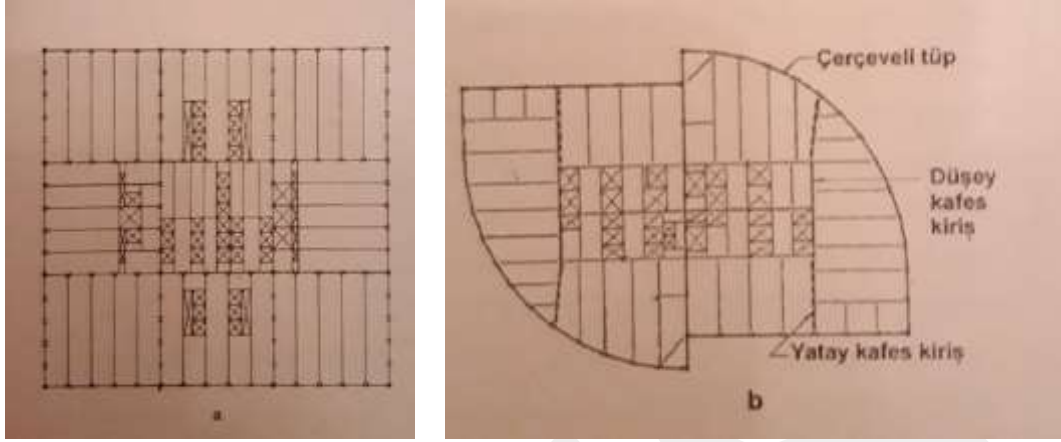 a
Çerçeveli tüp
Düşey
kafes
kiriş
Yatay kafes kiriş
b